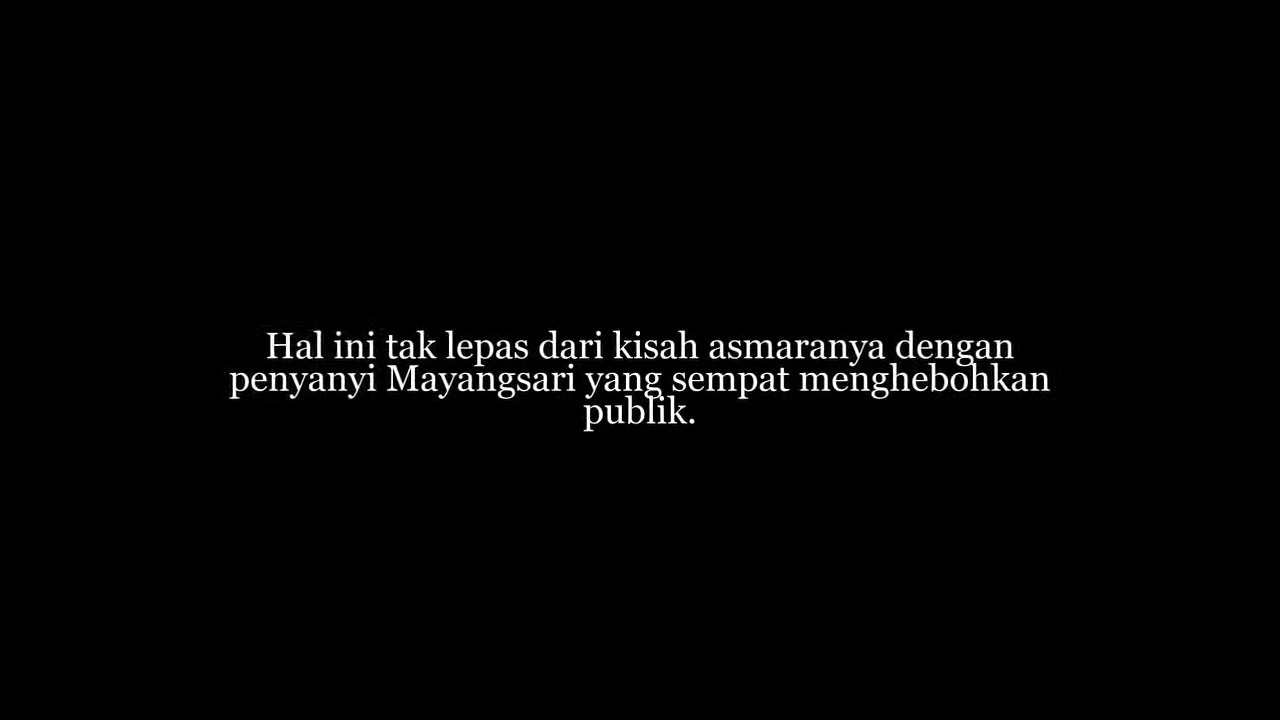 Hal ini tak lepas dari kisah asmaranya dengan
penyanyi Mayangsari yang sempat menghebohkan
publik.